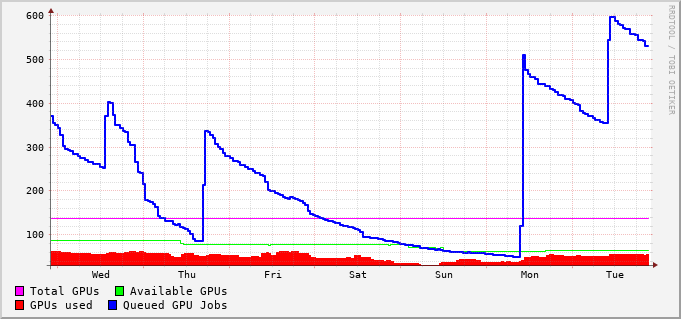 600
500
400
300
200
100
Wed Thu Fri Sat Sun Mon Tue
Total GPUs Available GPUs
GPUs used Queued GPU Jobs
RRDTOOL / TOBI OETIKER